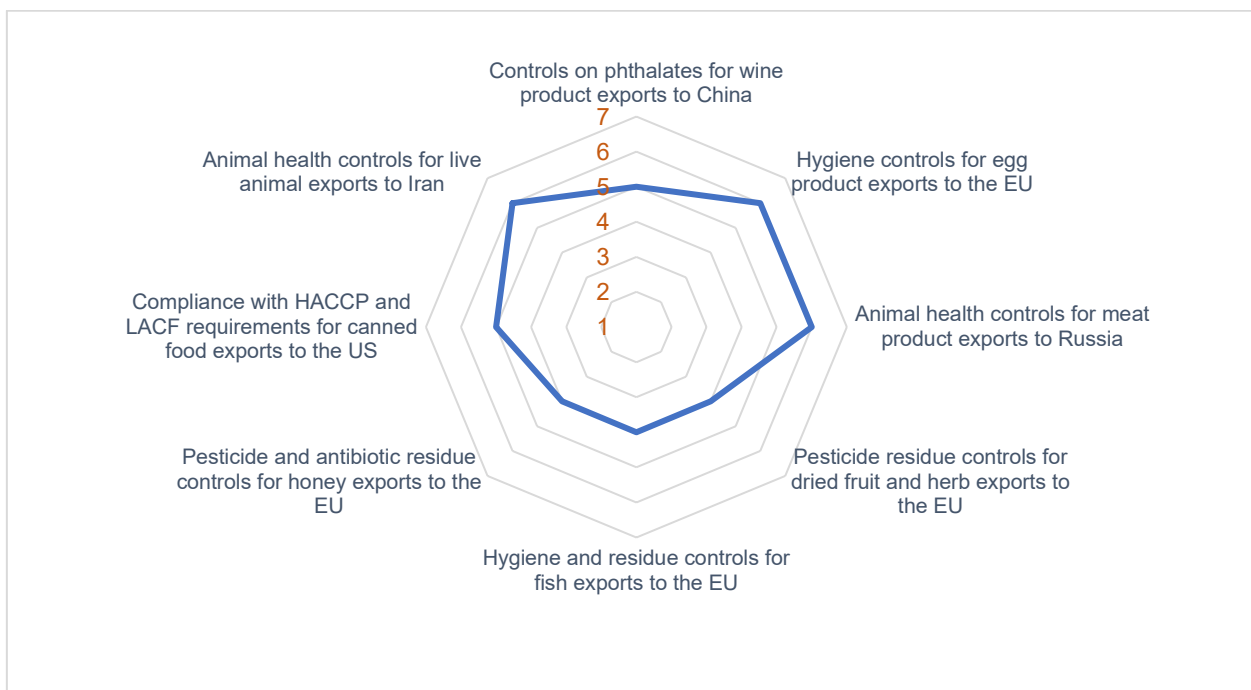 Controls on phthalates for wine
product exports to China
7
6
5
4
3
2
1
Hygiene controls for egg
product exports to the EU
Animal health controls for meat
product exports to Russia
Pesticide residue controls for
dried fruit and herb exports to
the EU
Hygiene and residue controls for
fish exports to the EU
Pesticide and antibiotic residue
controls for honey exports to the
EU
Compliance with HACCP and
LACF requirements for canned
food exports to the US
Animal health controls for live
animal exports to Iran